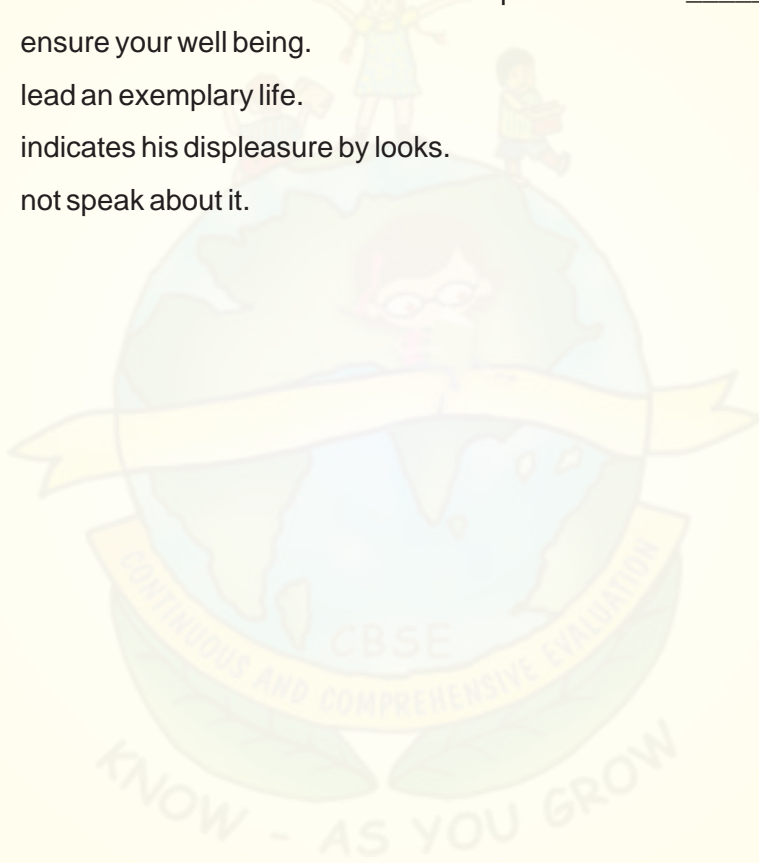 ensure your well being.
lead an exemplary life.
indicates his displeasure by looks.
not speak about it.
CBSE
CONTINUOUS AND COMPREHENSIVE EVALUATION
KNOW - AS YOU GROW